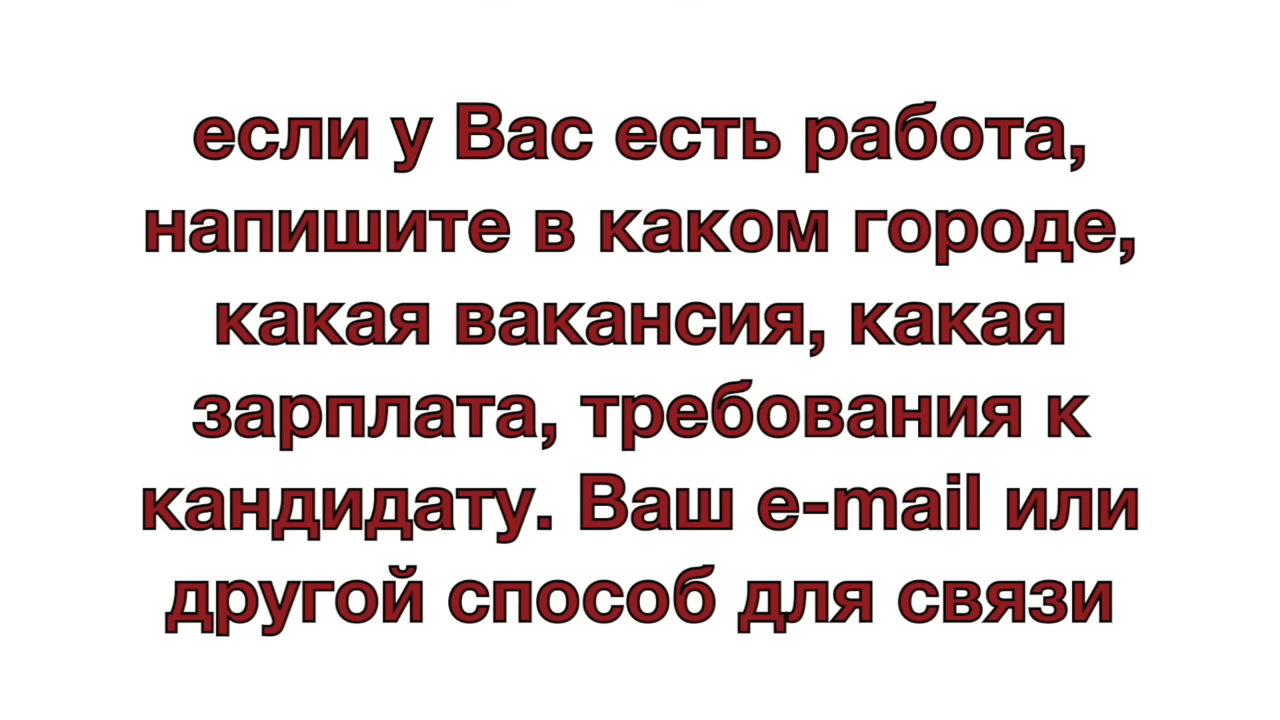 если у Вас есть работа,
напишите в каком городе,
какая вакансия, какая
зарплата, требования к
кандидату. Ваш e-mail или
другой способ для связи